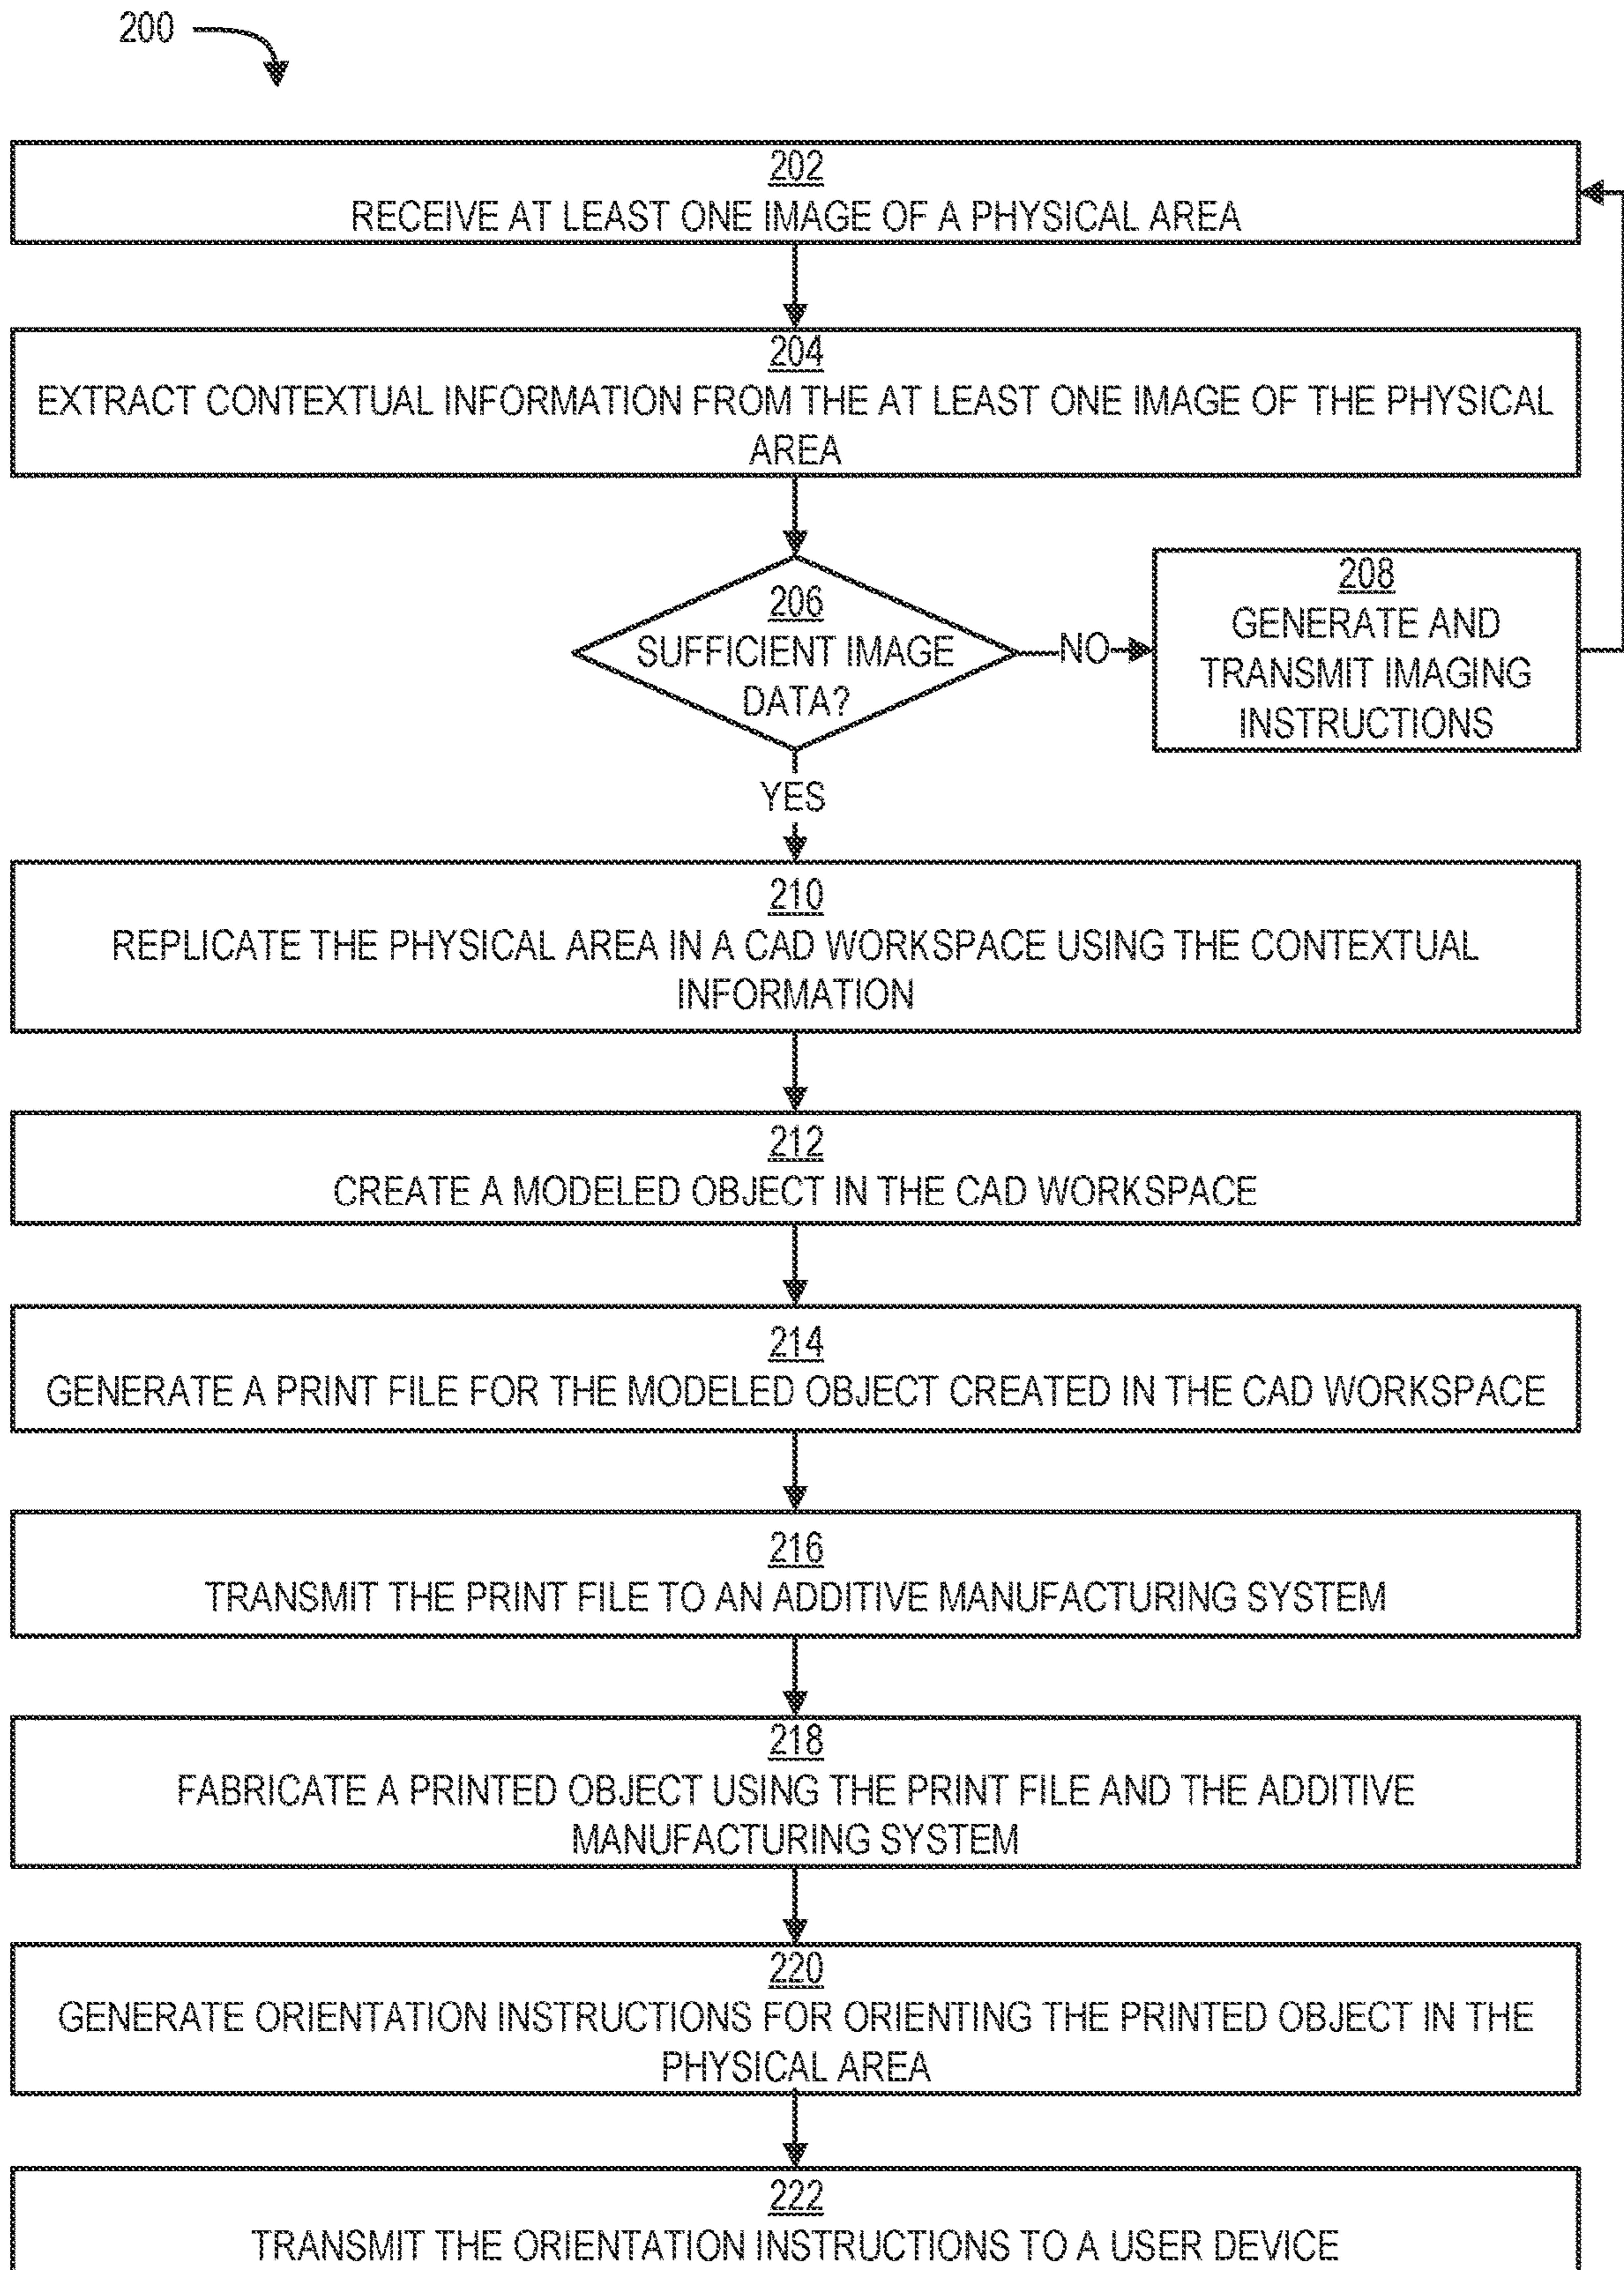 200
202
RECEIVE AT LEAST ONE IMAGE OF A PHYSICAL AREA
204
EXTRACT CONTEXTUAL INFORMATION FROM THE AT LEAST ONE IMAGE OF THE PHYSICAL
AREA
206
SUFFICIENT IMAGE
DATA?
NO
208
GENERATE AND
TRANSMIT IMAGING
INSTRUCTIONS
YES
210
REPLICATE THE PHYSICAL AREA IN A CAD WORKSPACE USING THE CONTEXTUAL
INFORMATION
212
CREATE A MODELED OBJECT IN THE CAD WORKSPACE
214
GENERATE A PRINT FILE FOR THE MODELED OBJECT CREATED IN THE CAD WORKSPACE
216
TRANSMIT THE PRINT FILE TO AN ADDITIVE MANUFACTURING SYSTEM
218
FABRICATE A PRINTED OBJECT USING THE PRINT FILE AND THE ADDITIVE
MANUFACTURING SYSTEM
220
GENERATE ORIENTATION INSTRUCTIONS FOR ORIENTING THE PRINTED OBJECT IN THE
PHYSICAL AREA
222
TRANSMIT THE ORIENTATION INSTRUCTIONS TO A USER DEVICE